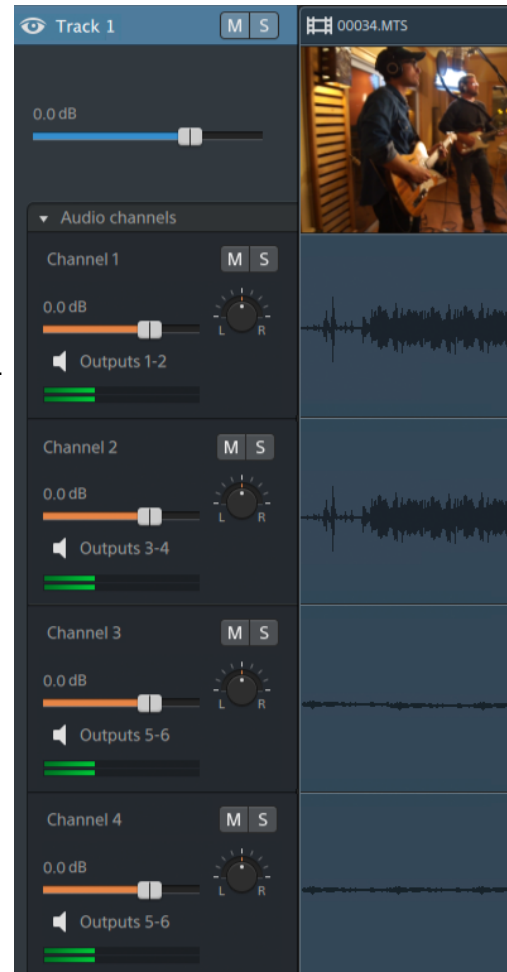 Track 1 M S 00034.MTS
0.0 dB
Audio channels
Channel 1 M S
0.0 dB
L R
Outputs 1-2
Channel 2 M S
0.0 dB
L R
Outputs 3-4
Channel 3 M S
0.0 dB
L R
Outputs 5-6
Channel 4 M S
0.0 dB
L R
Outputs 5-6